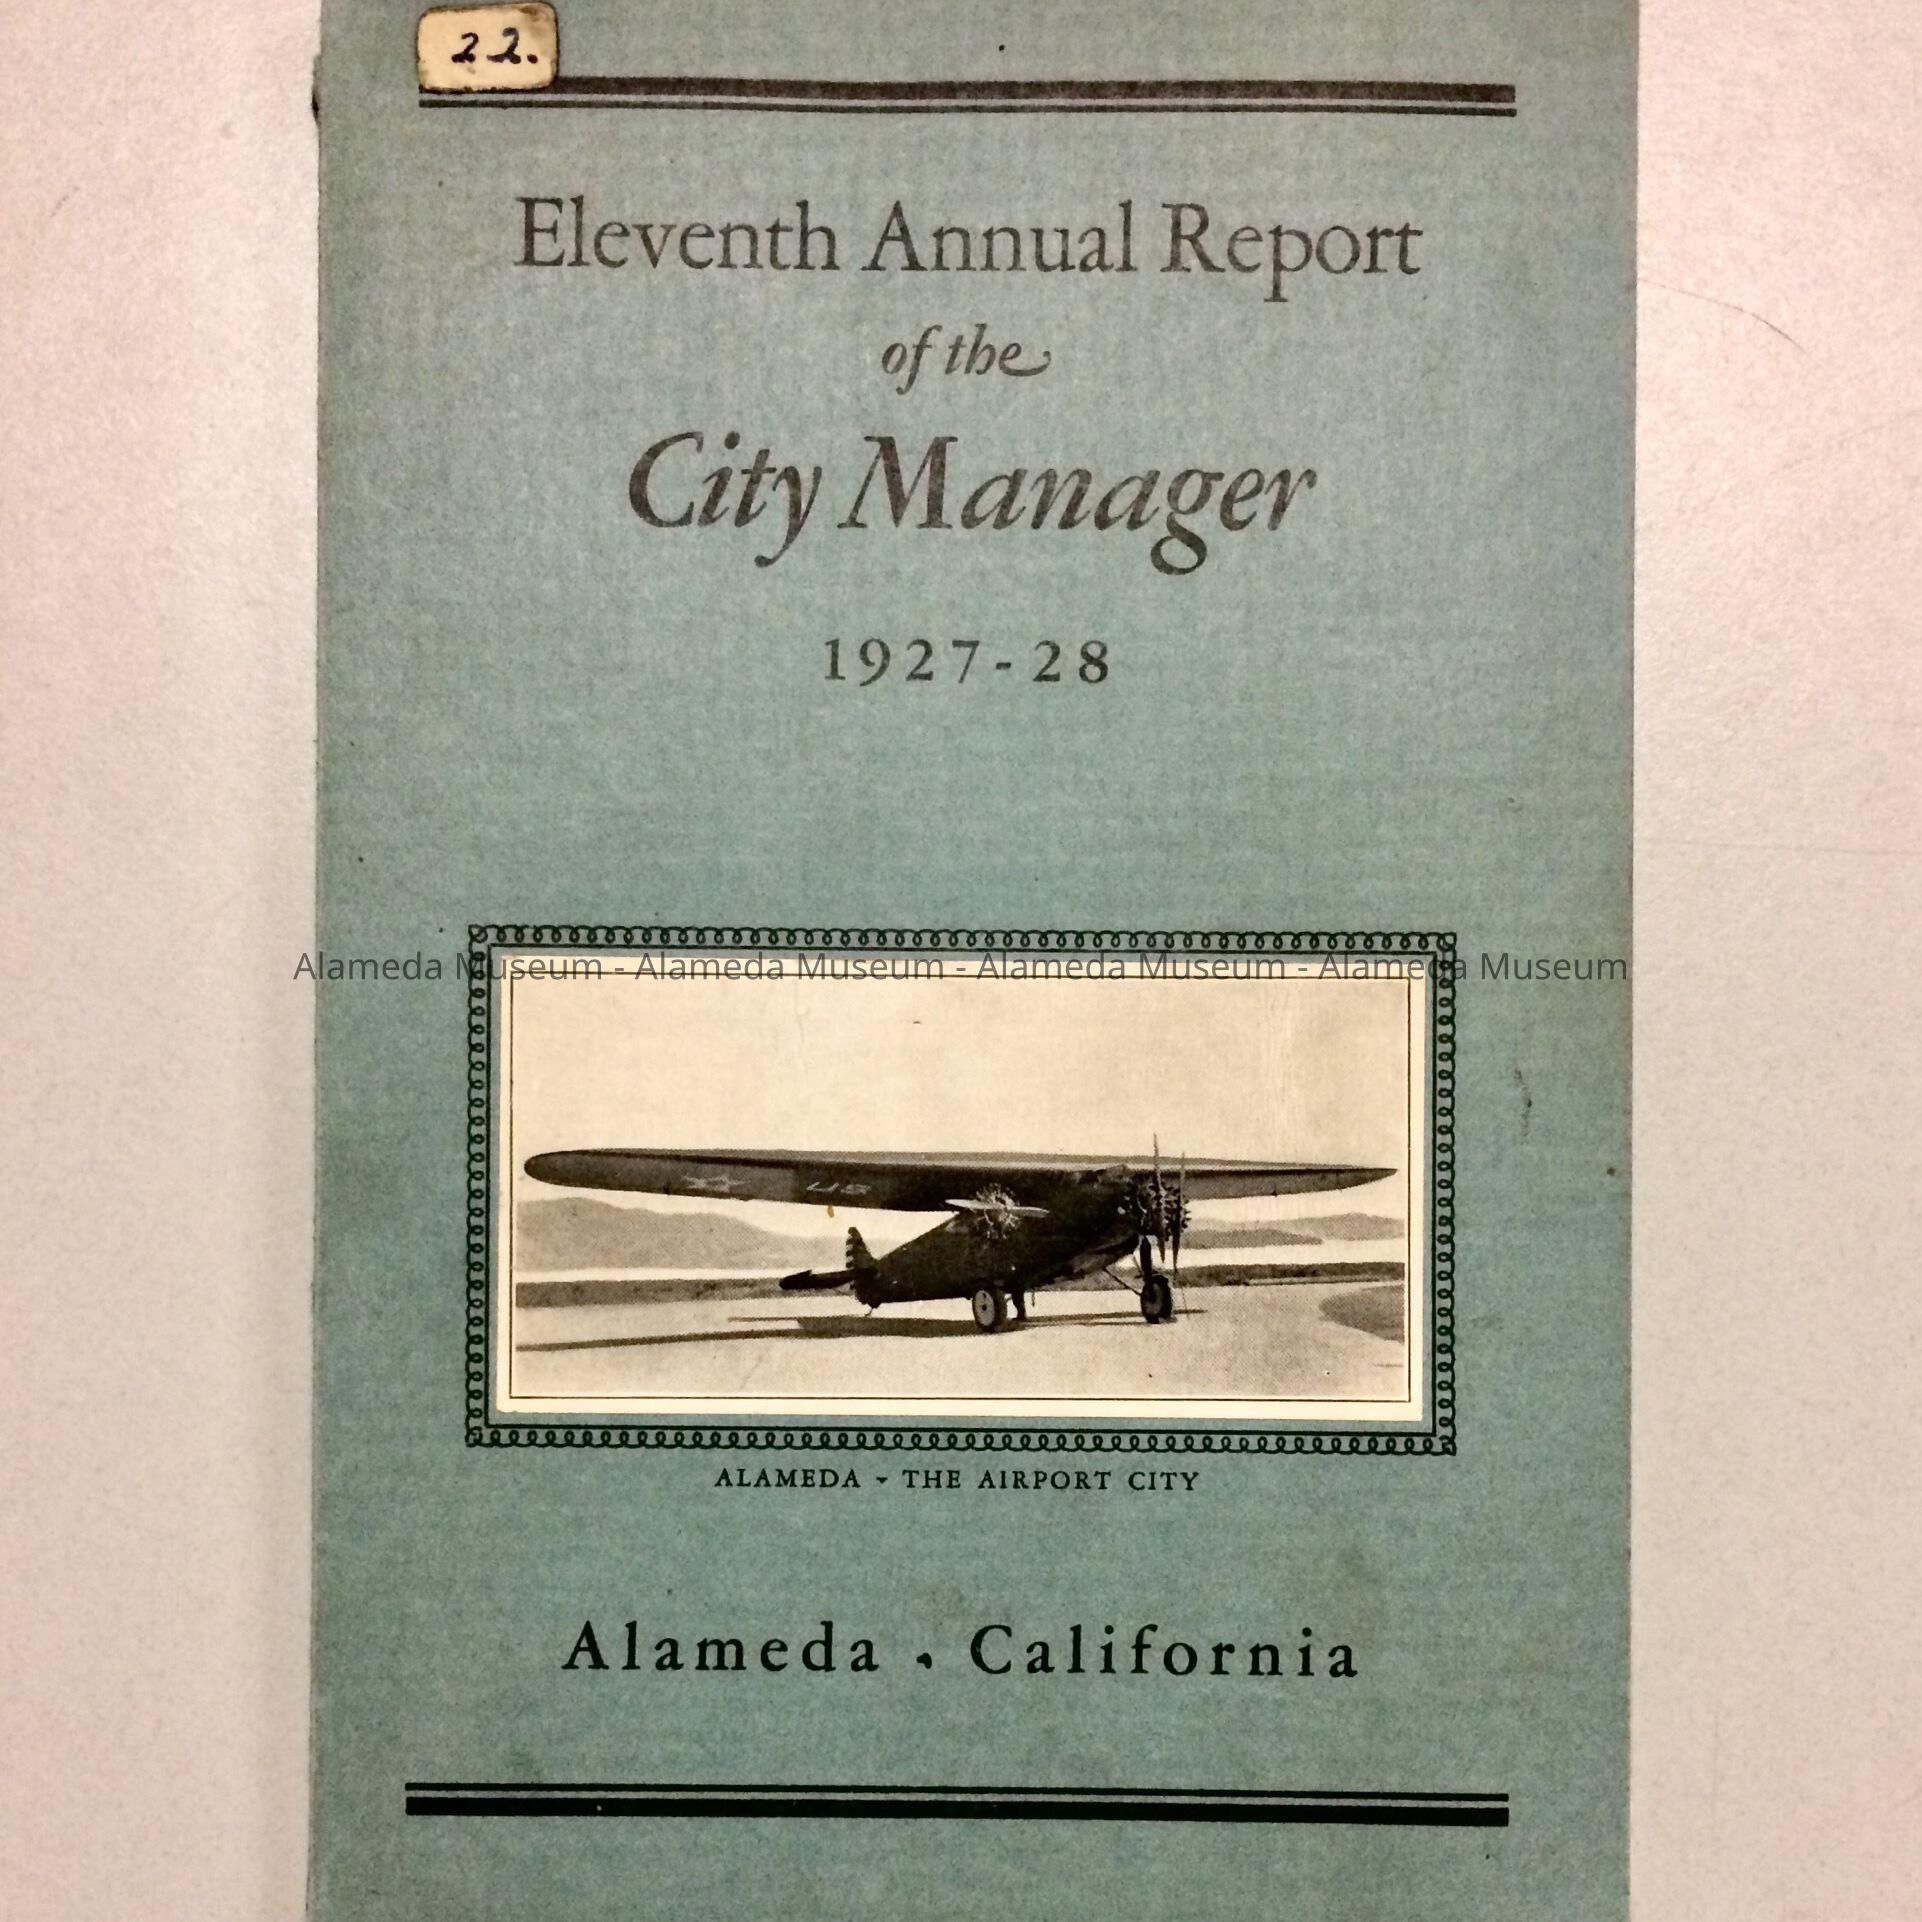 22.
Eleventh Annual Report
of the
City Manager
1927-28
Alameda Museum - Alameda Museum - Alameda Museum - Alameda Museum
US
ALAMEDA - THE AIRPORT CITY
Alameda . California